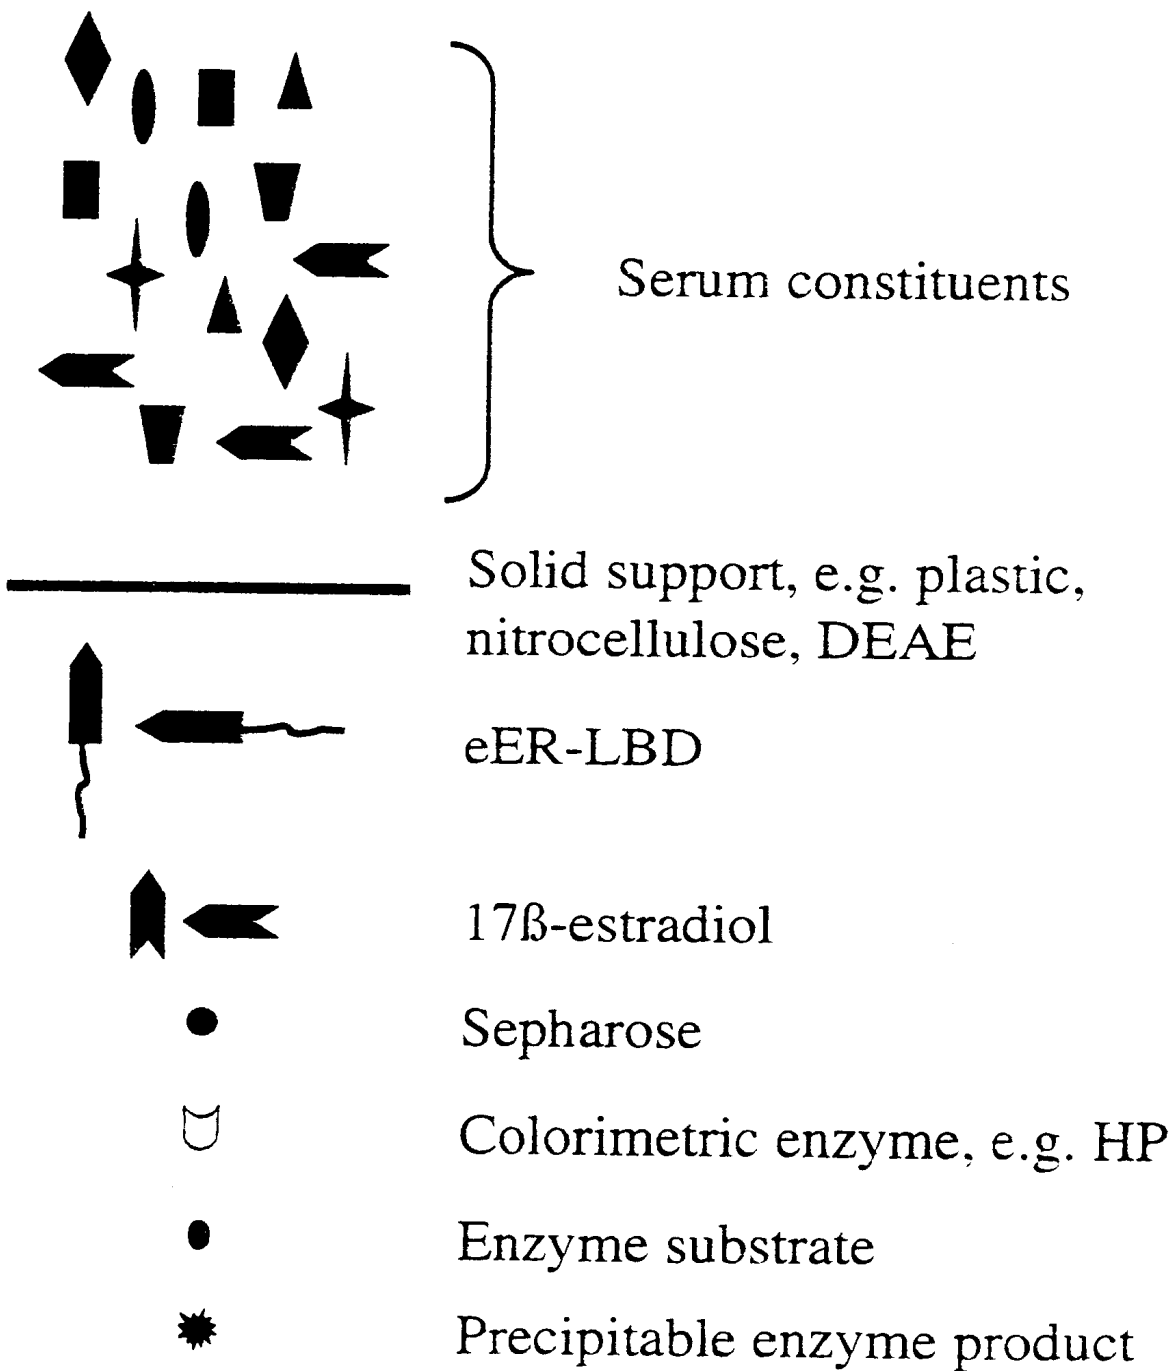 Serum constituents
Solid support, e.g. plastic,
nitrocellulose, DEAE
eER-LBD
17ß-estradiol
Sepharose
Colorimetric enzyme, e.g. HP
Enzyme substrate
Precipitable enzyme product